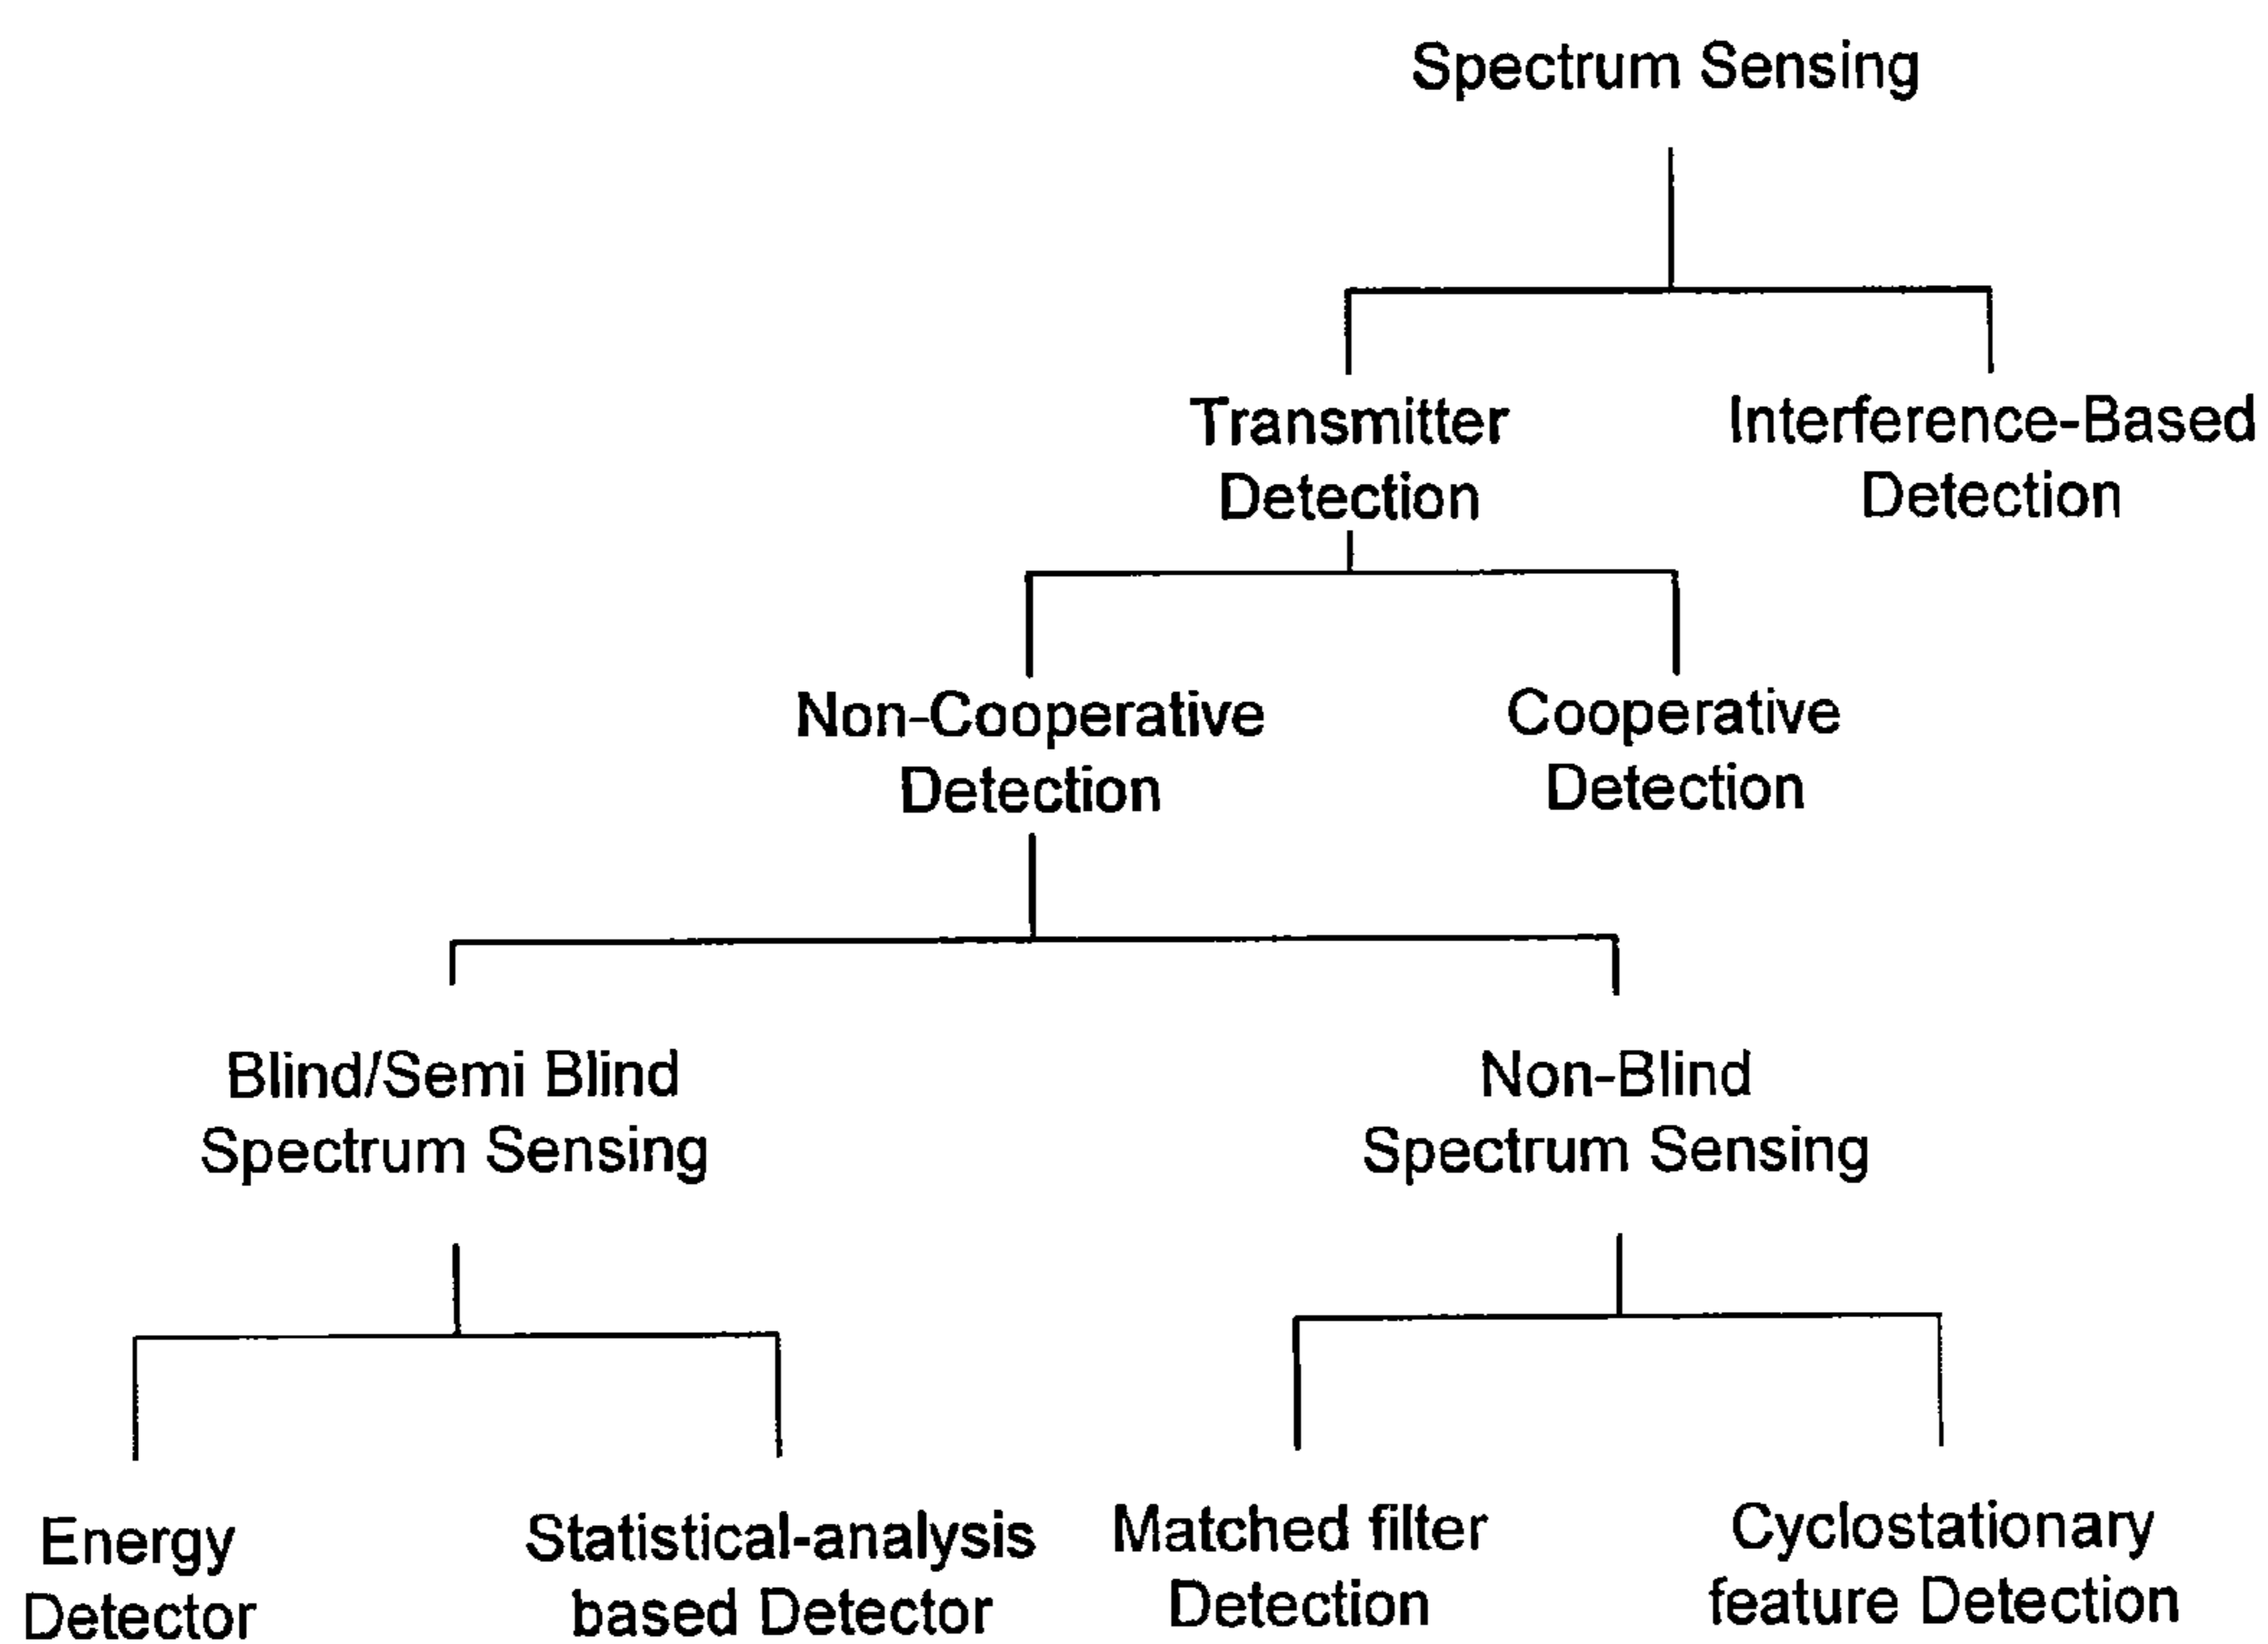 Spectrum Sensing
Transmitter
Detection
Interference-Based
Detection
Non-Cooperative
Detection
Cooperative
Detection
Blind/Semi Blind
Spectrum Sensing
Non-Blind
Spectrum Sensing
Energy
Detector
Statistical-analysis
based Detector
Matched filter
Detection
Cyclostationary
feature Detection